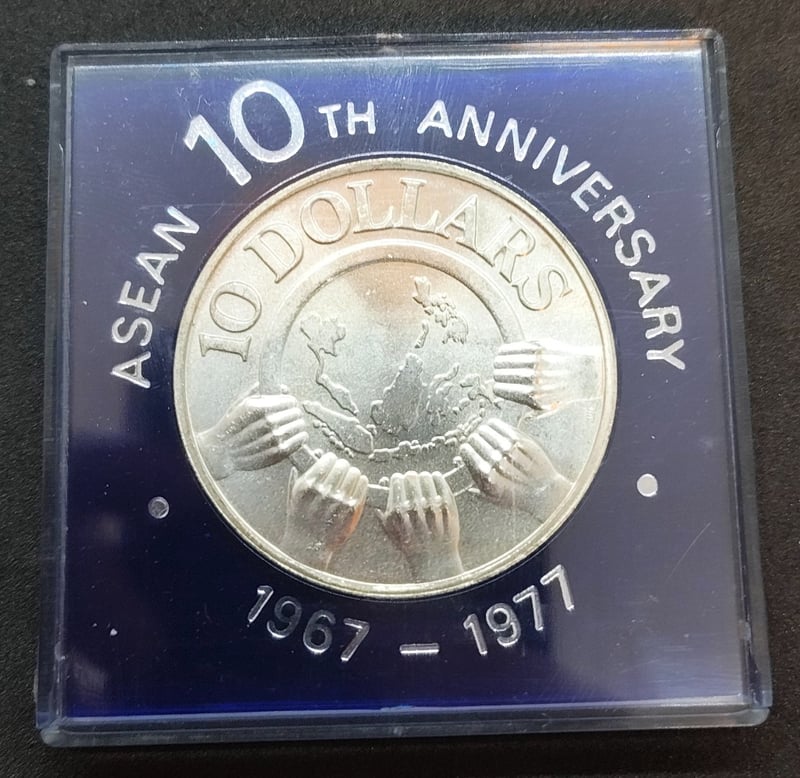 ASEAN 10TH ANNIVERSARY
10 DOLLARS
1967 – 1977